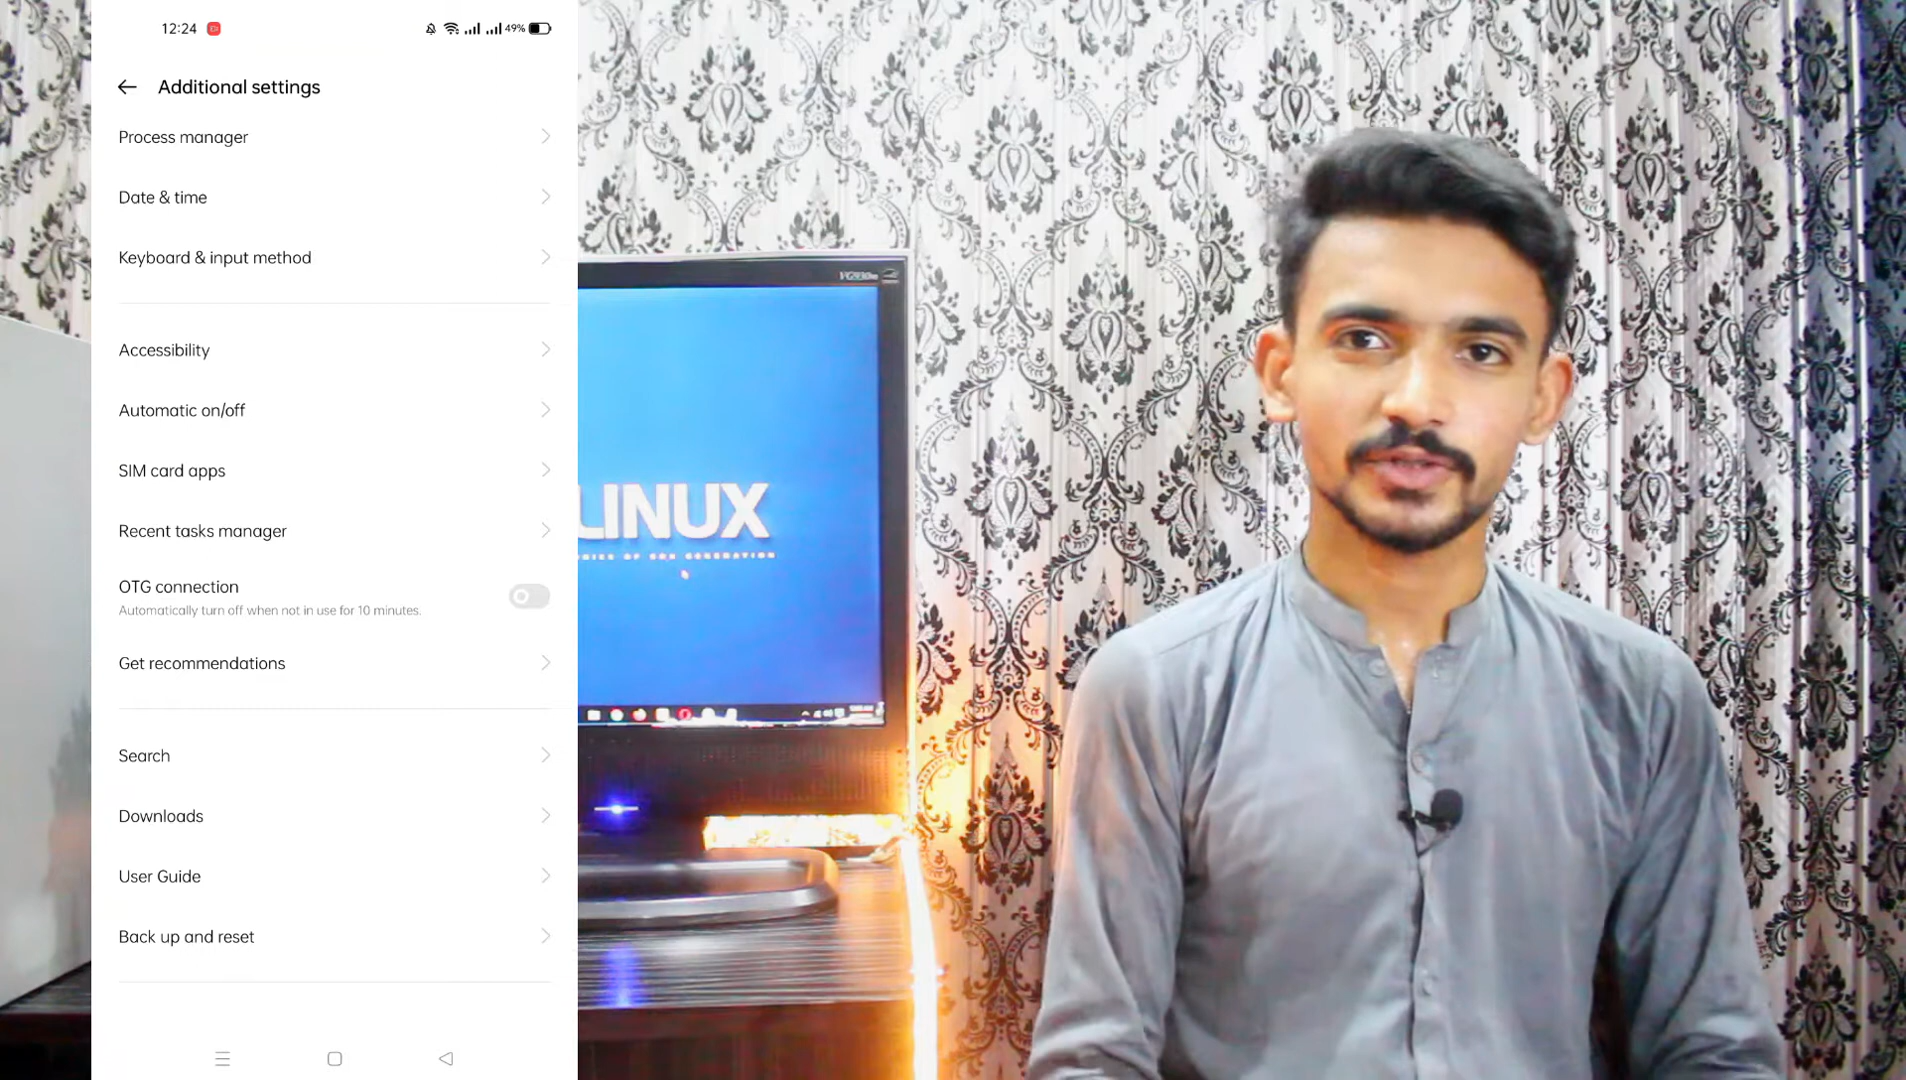 12:24
49%
Additional settings
Process manager
Date & time
Keyboard & input method
Accessibility
Automatic on/off
SIM card apps
Recent tasks manager
OTG connection
Automatically turn off when not in use for 10 minutes.
Get recommendations
Search
Downloads
User Guide
Back up and reset
LINUX
OF GENERATION